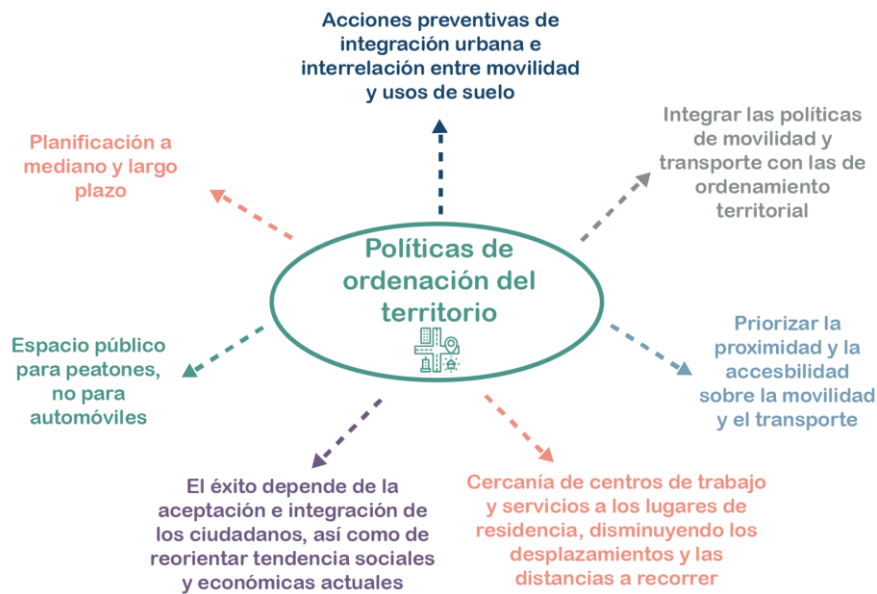 Acciones preventivas de
integración urbana e
interrelación entre movilidad
y usos de suelo
Integrar las políticas
de movilidad y
transporte con las de
ordenamiento
territorial
Planificación a
mediano y largo
plazo
Políticas de
ordenación del
territorio
Espacio público
para peatones,
no para
automóviles
Priorizar la
proximidad y la
accesbilidad
sobre la movilidad
y el transporte
El éxito depende de la
aceptación e integración de
los ciudadanos, así como de
reorientar tendencia sociales
y económicas actuales
Cercanía de centros de trabajo
y servicios a los lugares de
residencia, disminuyendo los
desplazamientos y las
distancias a recorrer